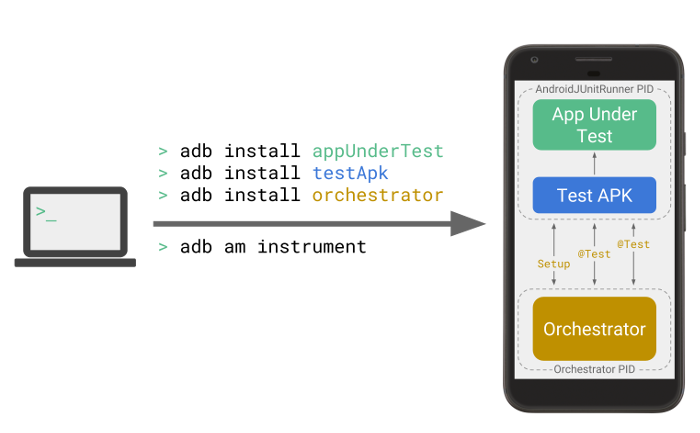 > adb install appUnderTest
> adb install testApk
> adb install orchestrator
> adb am instrument
>_
AndroidJUnitRunner PID
App Under
Test
Test APK
Setup
@Test
@Test
Orchestrator
Orchestrator PID